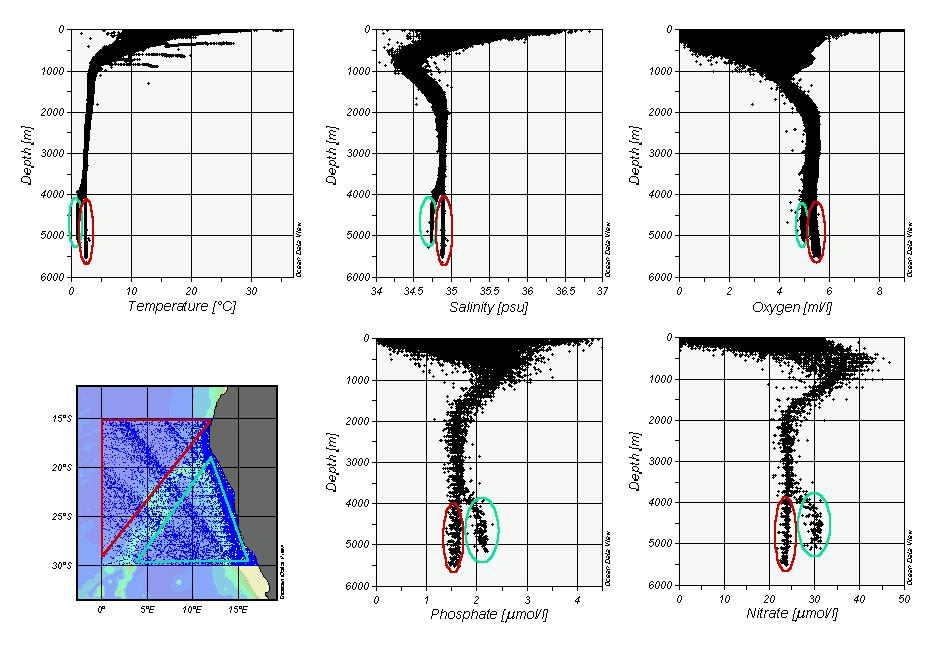 0
1000
2000
3000
4000
5000
6000
Depth [m]
0 10 20 30
Temperature [°C]
Ocean Data View
0
1000
2000
3000
4000
5000
6000
Depth [m]
34 34.5 35 35.5 36 36.5 37
Salinity [psu]
Ocean Data View
0
1000
2000
3000
4000
5000
6000
Depth [m]
0 2 4 6 8
Oxygen [ml/l]
Ocean Data View
15°S
20°S
25°S
30°S
0° 5°E 10°E 15°E
Ocean Data View
0
1000
2000
3000
4000
5000
6000
Depth [m]
0 1 2 3 4
Phosphate [µmol/l]
Ocean Data View
0
1000
2000
3000
4000
5000
6000
Depth [m]
0 10 20 30 40 50
Nitrate [µmol/l]
Ocean Data View